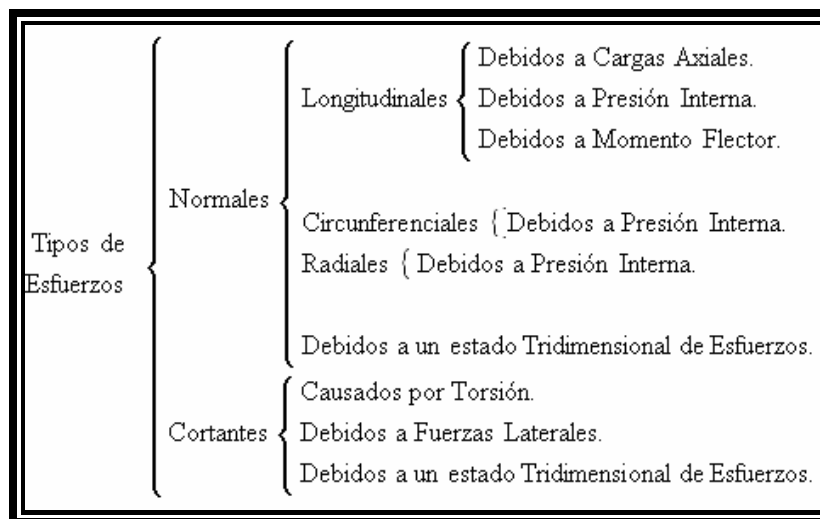 Tipos de
Esfuerzos
Normales
Longitudinales
Debidos a Cargas Axiales.
Debidos a Presión Interna.
Debidos a Momento Flector.
Circunferenciales { Debidos a Presión Interna.
Radiales { Debidos a Presión Interna.
Debidos a un estado Tridimensional de Esfuerzos.
Cortantes
Causados por Torsión.
Debidos a Fuerzas Laterales.
Debidos a un estado Tridimensional de Esfuerzos.